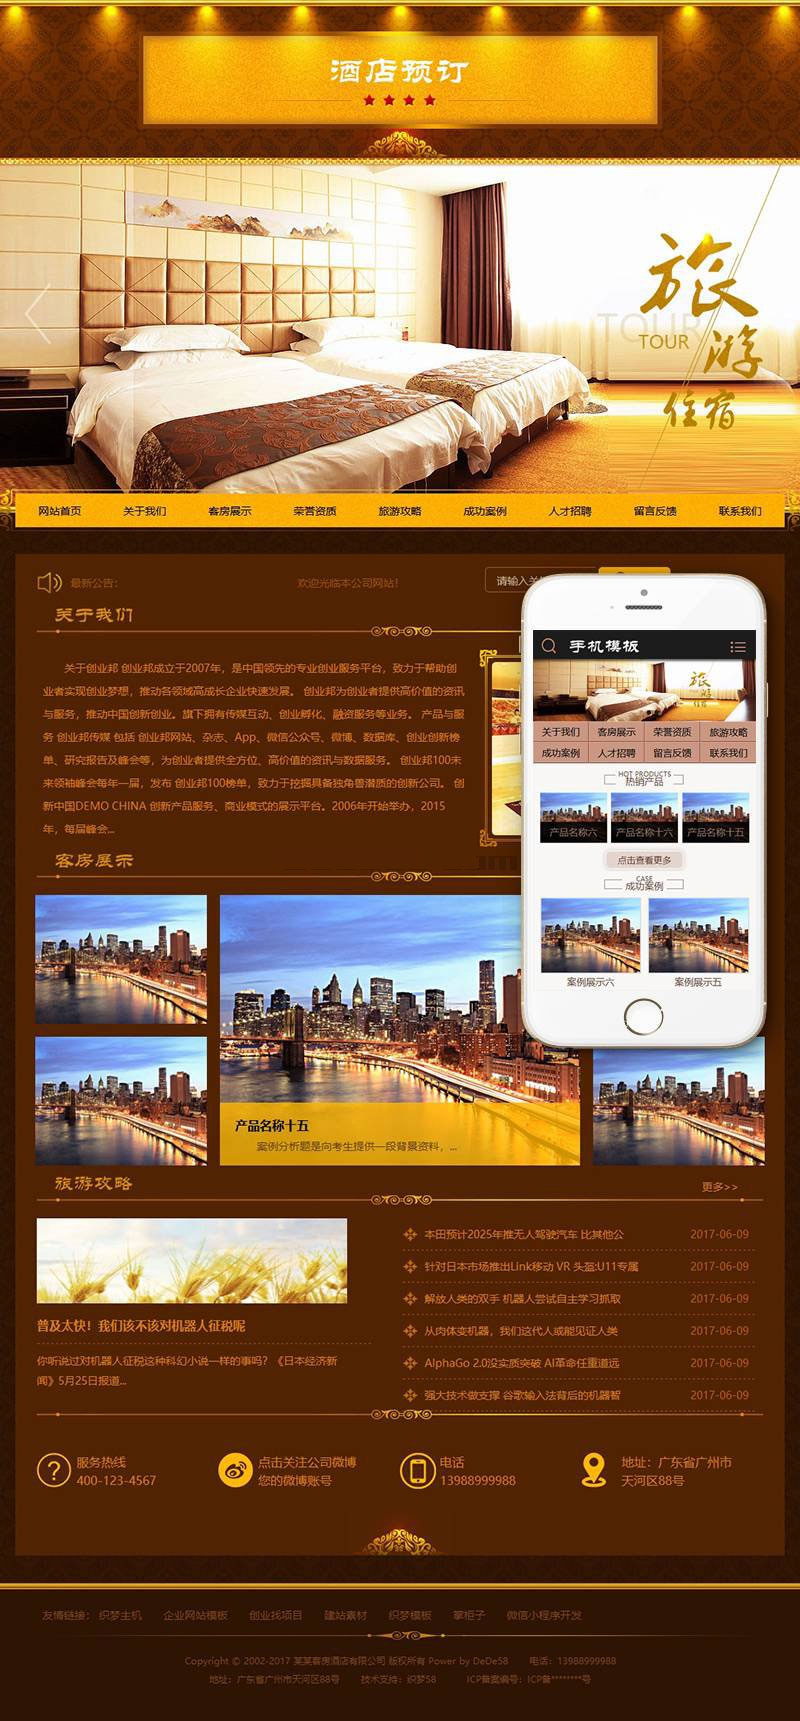 酒店预订
旅游
TOUR
TOUR
住宿
网站首页 关于我们 客房展示 荣誉资质 旅游攻略 成功案例 人才招聘 留言反馈 联系我们
最新公告: 欢迎光临本公司网站! 请输入关
关于我们
关于创业邦 创业邦成立于2007年，是中国领先的专业创业服务平台，致力于帮助创
业者实现创业梦想，推动各领域高成长企业快速发展。 创业邦为创业者提供高价值的资讯
与服务，推动中国创新创业。旗下拥有传媒互动、创业孵化、融资服务等业务。 产品与服
务 创业邦传媒 包括 创业邦网站、杂志、App、微信公众号、微博、数据库、创业创新榜
单、研究报告及峰会等，为创业者提供全方位、高价值的资讯与数据服务。 创业邦100未
来领袖峰会每年一届，发布 创业邦100榜单，致力于挖掘具备独角兽潜质的创新公司。 创
新中国DEMO CHINA 创新产品服务、商业模式的展示平台。2006年开始举办，2015
年，每届峰会...
手机模板
旅游
住宿
关于我们 客房展示 荣誉资质 旅游攻略
成功案例 人才招聘 留言反馈 联系我们
HOT PRODUCTS
热销产品
产品名称六 产品名称十六 产品名称十五
点击查看更多
CASE
成功案例
案例展示六 案例展示五
客房展示
产品名称十五
案例分析题是向考生提供一段背景资料，...
旅游攻略 更多>>
本田预计2025年推无人驾驶汽车 比其他公 2017-06-09
针对日本市场推出Link移动 VR 头盔:U11专属 2017-06-09
解放人类的双手 机器人尝试自主学习抓取 2017-06-09
从肉体变机器，我们这代人或能见证人类 2017-06-09
AlphaGo 2.0没实质突破 AI革命任重道远 2017-06-09
强大技术做支撑 谷歌输入法背后的机器智 2017-06-09
普及太快！我们该不该对机器人征税呢
你听说过对机器人征税这种科幻小说一样的事吗？《日本经济新
闻》5月25日报道...
服务热线
400-123-4567
点击关注公司微博
您的微博账号
电话
13988999988
地址：广东省广州市
天河区88号
友情链接： 织梦主机 企业网站模板 创业找项目 建站素材 织梦模板 掌柜子 微信小程序开发
Copyright © 2002-2017 某某客房酒店有限公司 版权所有 Power by DeDe58 电话：13988999988
地址：广东省广州市天河区88号 技术支持：织梦58 ICP备案编号：ICP备********号